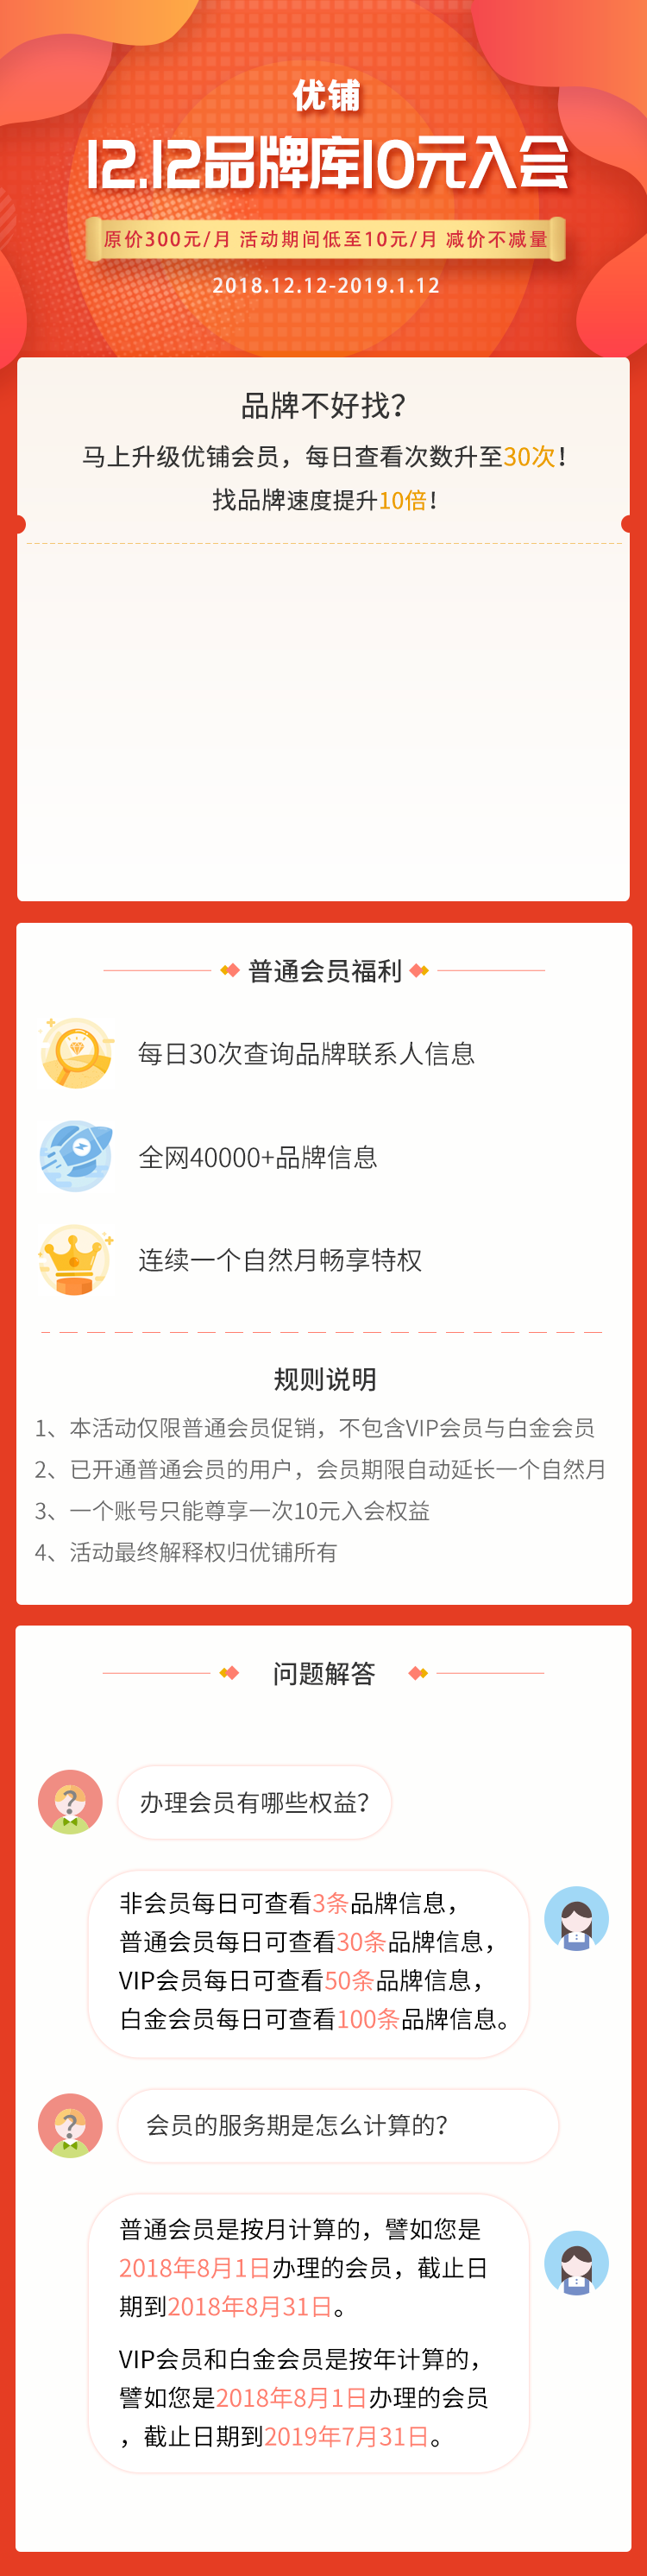 优铺
12.12品牌库10元入会
原价300元/月 活动期间低至10元/月 减价不减量
2018.12.12-2019.1.12
品牌不好找？
马上升级优铺会员，每日查看次数升至30次！
找品牌速度提升10倍！
普通会员福利
每日30次查询品牌联系人信息
全网40000+品牌信息
连续一个自然月畅享特权
规则说明
1、本活动仅限普通会员促销，不包含VIP会员与白金会员
2、已开通普通会员的用户，会员期限自动延长一个自然月
3、一个账号只能尊享一次10元入会权益
4、活动最终解释权归优铺所有
问题解答
?
办理会员有哪些权益？
非会员每日可查看3条品牌信息，
普通会员每日可查看30条品牌信息，
VIP会员每日可查看50条品牌信息，
白金会员每日可查看100条品牌信息。
?
会员的服务期是怎么计算的？
普通会员是按月计算的，譬如您是
2018年8月1日办理的会员，截止日
期到2018年8月31日。
VIP会员和白金会员是按年计算的，
譬如您是2018年8月1日办理的会员
，截止日期到2019年7月31日。